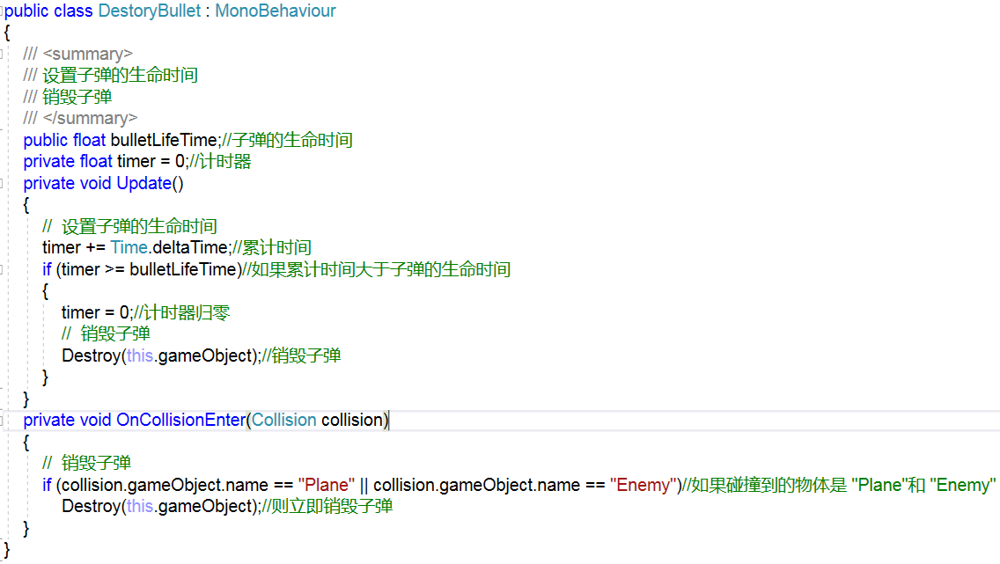 public class DestoryBullet : MonoBehaviour
{
/// <summary>
/// 设置子弹的生命时间
/// 销毁子弹
/// </summary>
public float bulletLifeTime;//子弹的生命时间
private float timer = 0;//计时器
private void Update()
{
//  设置子弹的生命时间
timer += Time.deltaTime;//累计时间
if (timer >= bulletLifeTime)//如果累计时间大于子弹的生命时间
{
timer = 0;//计时器归零
//  销毁子弹
Destroy(this.gameObject);//销毁子弹
}
}
private void OnCollisionEnter(Collision collision)
{
//  销毁子弹
if (collision.gameObject.name == "Plane" || collision.gameObject.name == "Enemy")//如果碰撞到的物体是 "Plane"和 "Enemy"
Destroy(this.gameObject);//则立即销毁子弹
}
}